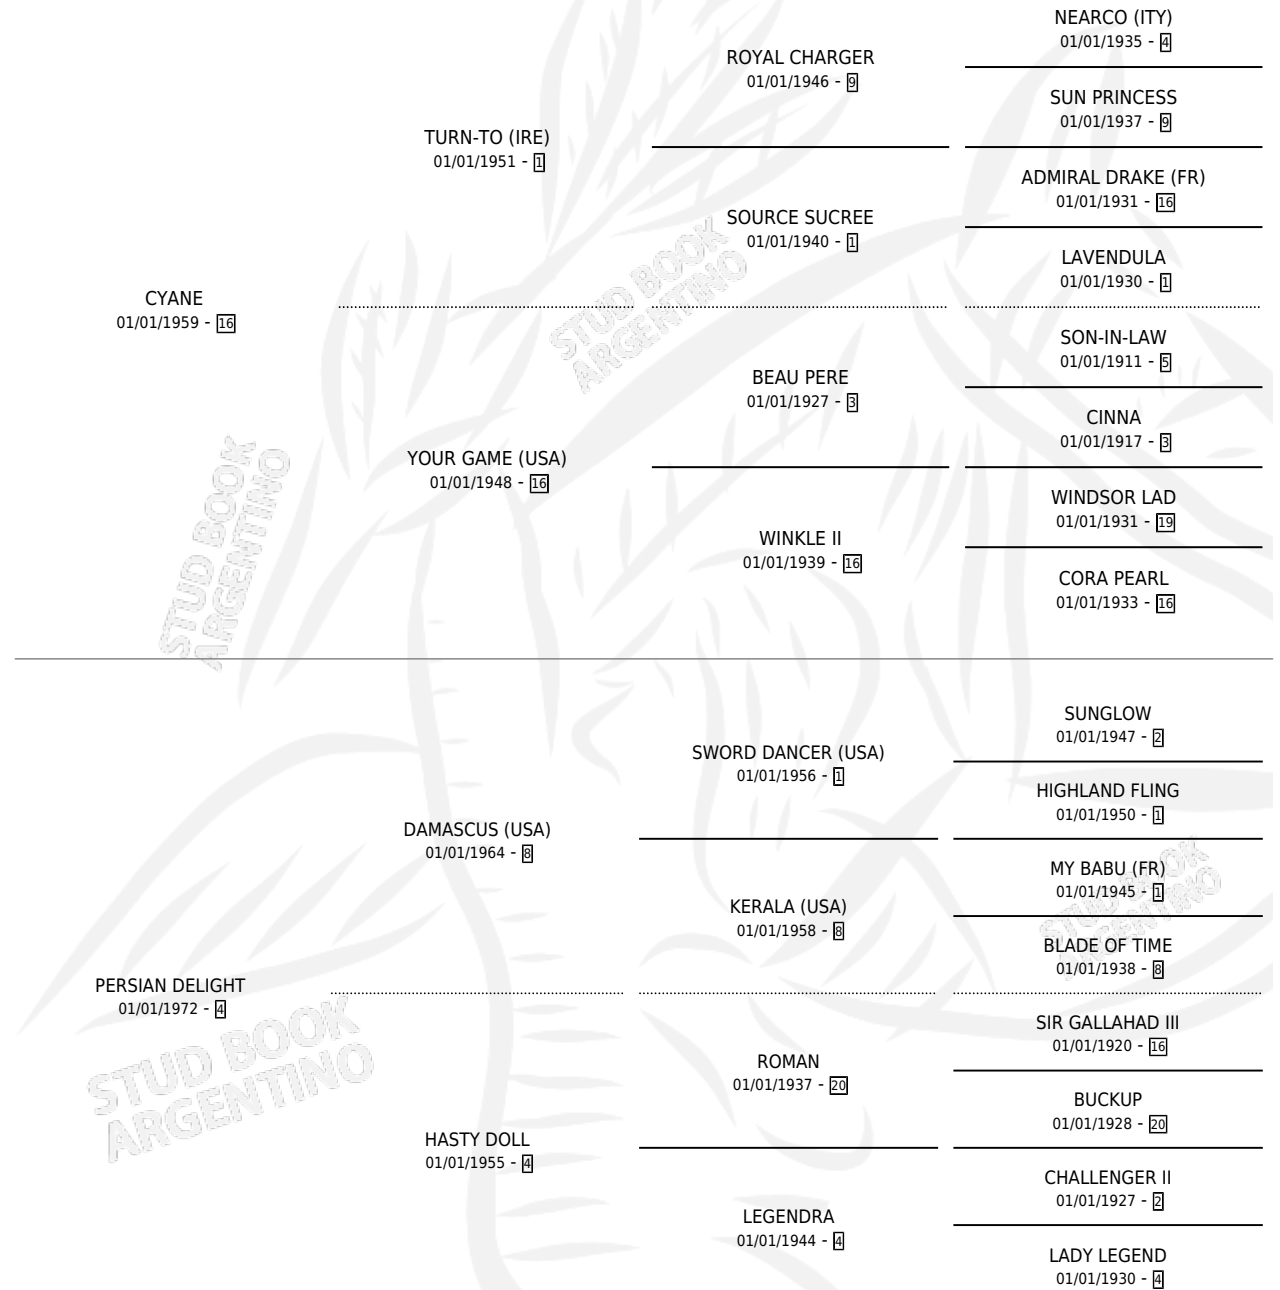 NEARCO (ITY)
01/01/1935 - 4
ROYAL CHARGER
01/01/1946 - 9
SUN PRINCESS
01/01/1937 - 9
TURN-TO (IRE)
01/01/1951 - 1
ADMIRAL DRAKE (FR)
01/01/1931 - 16
SOURCE SUCREE
01/01/1940 - 1
LAVENDULA
01/01/1930 - 1
CYANE
01/01/1959 - 16
SON-IN-LAW
01/01/1911 - 5
BEAU PERE
01/01/1927 - 3
CINNA
01/01/1917 - 3
YOUR GAME (USA)
01/01/1948 - 16
WINDSOR LAD
01/01/1931 - 19
WINKLE II
01/01/1939 - 16
CORA PEARL
01/01/1933 - 16
SUNGLOW
01/01/1947 - 2
SWORD DANCER (USA)
01/01/1956 - 1
HIGHLAND FLING
01/01/1950 - 1
DAMASCUS (USA)
01/01/1964 - 8
MY BABU (FR)
01/01/1945 - 1
KERALA (USA)
01/01/1958 - 8
BLADE OF TIME
01/01/1938 - 8
PERSIAN DELIGHT
01/01/1972 - 4
SIR GALLAHAD III
01/01/1920 - 16
ROMAN
01/01/1937 - 20
BUCKUP
01/01/1928 - 20
HASTY DOLL
01/01/1955 - 4
CHALLENGER II
01/01/1927 - 2
LEGENDRA
01/01/1944 - 4
LADY LEGEND
01/01/1930 - 4
STUD BOOK
ARGENTINO
STUD BOOK
ARGENTINO
STUD BOOK
ARGENTINO
STUD BOOK
ARGENTINO